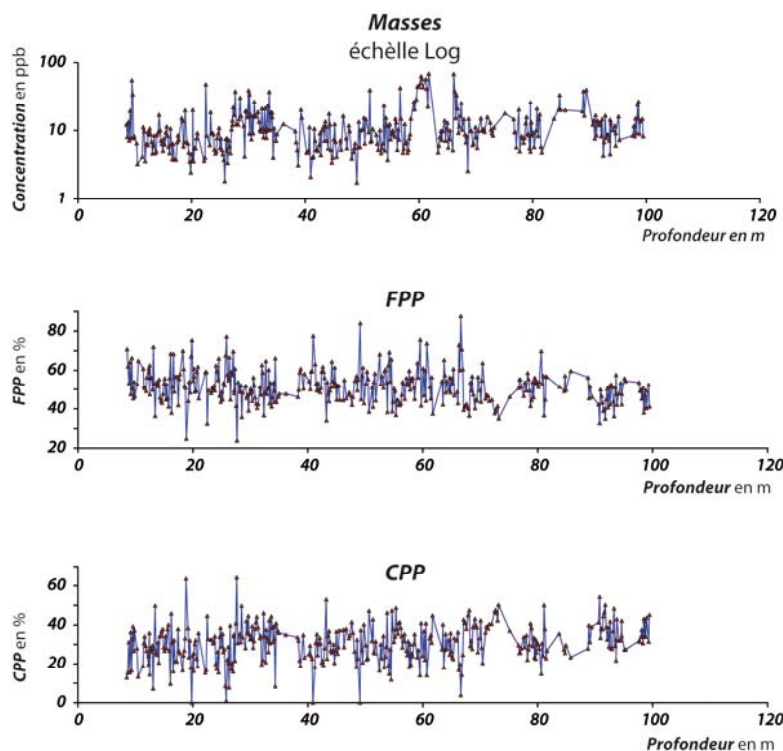 Masses
échèlle Log
Concentration en ppb
100
10
1
0 20 40 60 80 100 120
Profondeur en m
FPP
FPP en %
80
60
40
20
0 20 40 60 80 100 120
Profondeur en m
CPP
CPP en %
60
40
20
0
0 20 40 60 80 100 120
Profondeur en m